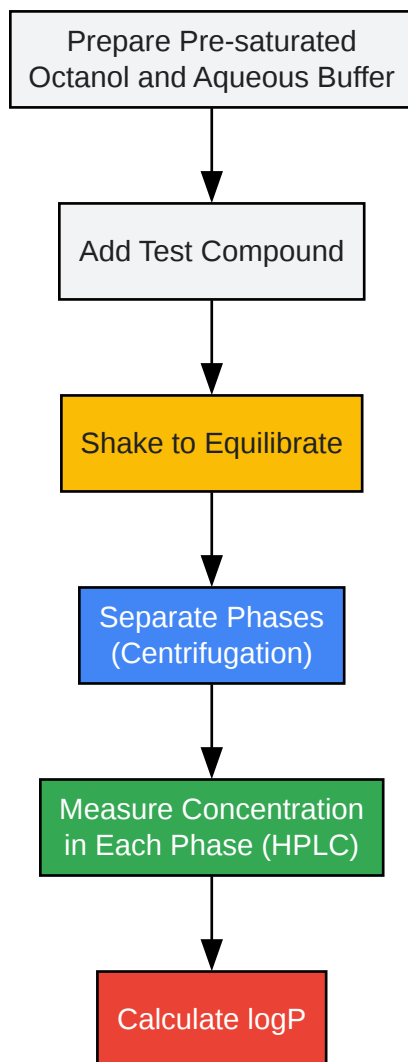 Prepare Pre-saturated
Octanol and Aqueous Buffer
Add Test Compound
Shake to Equilibrate
Separate Phases
(Centrifugation)
Measure Concentration
in Each Phase (HPLC)
Calculate logP